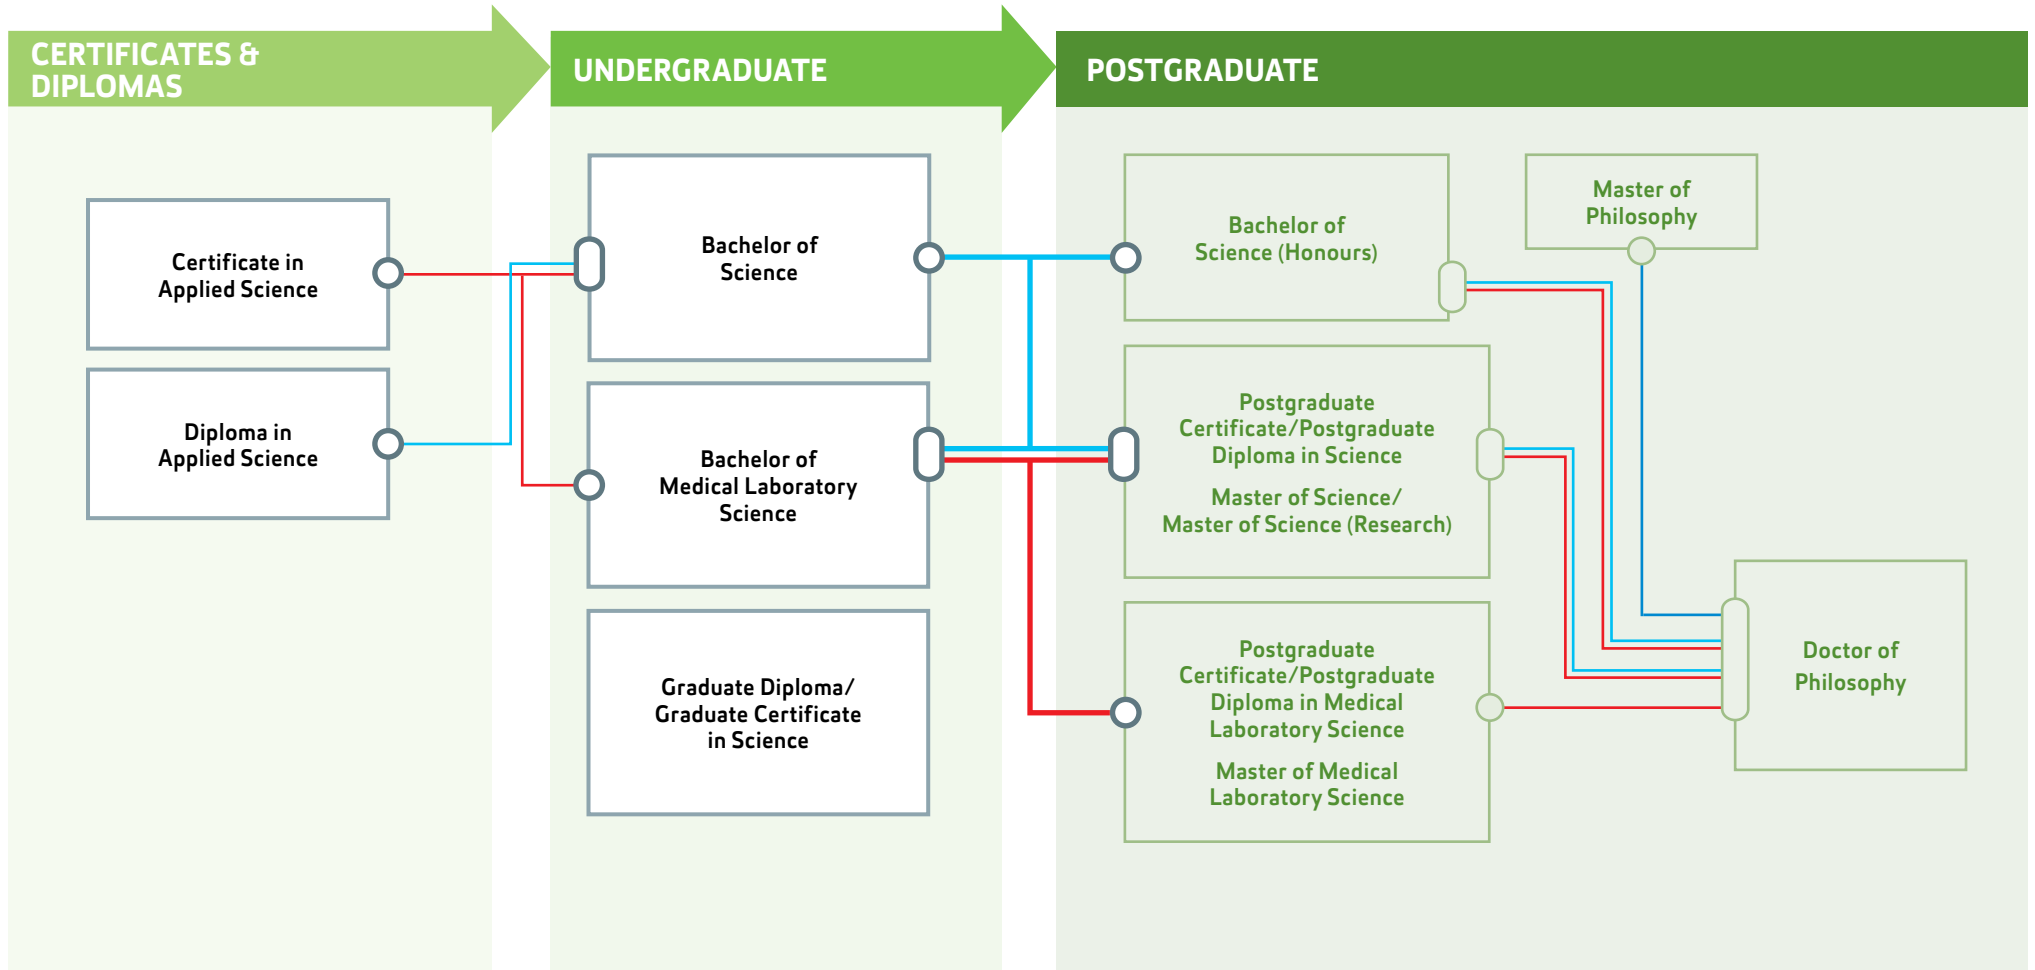 CERTIFICATES &
DIPLOMAS
UNDERGRADUATE
POSTGRADUATE
Certificate in
Applied Science
Diploma in
Applied Science
Bachelor of
Science
Bachelor of
Medical Laboratory
Science
Graduate Diploma/
Graduate Certificate
in Science
Bachelor of
Science (Honours)
Master of
Philosophy
Postgraduate
Certificate/Postgraduate
Diploma in Science
Master of Science/
Master of Science (Research)
Postgraduate
Certificate/Postgraduate
Diploma in Medical
Laboratory Science
Master of Medical
Laboratory Science
Doctor of
Philosophy